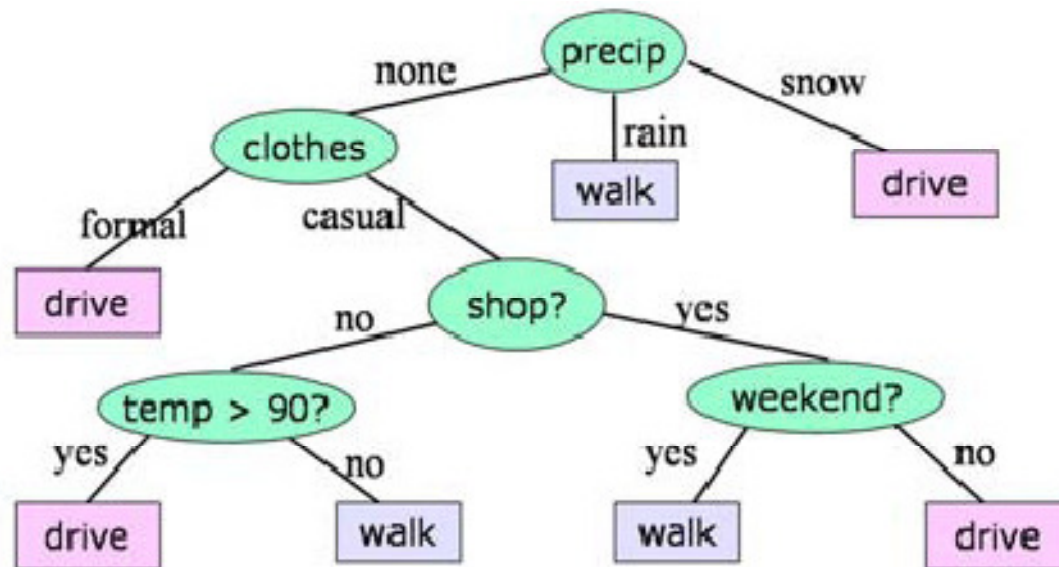 precip
none
snow
clothes
rain
walk
drive
formal
casual
drive
shop?
no
yes
temp > 90?
weekend?
yes
no
yes
no
drive
walk
walk
drive